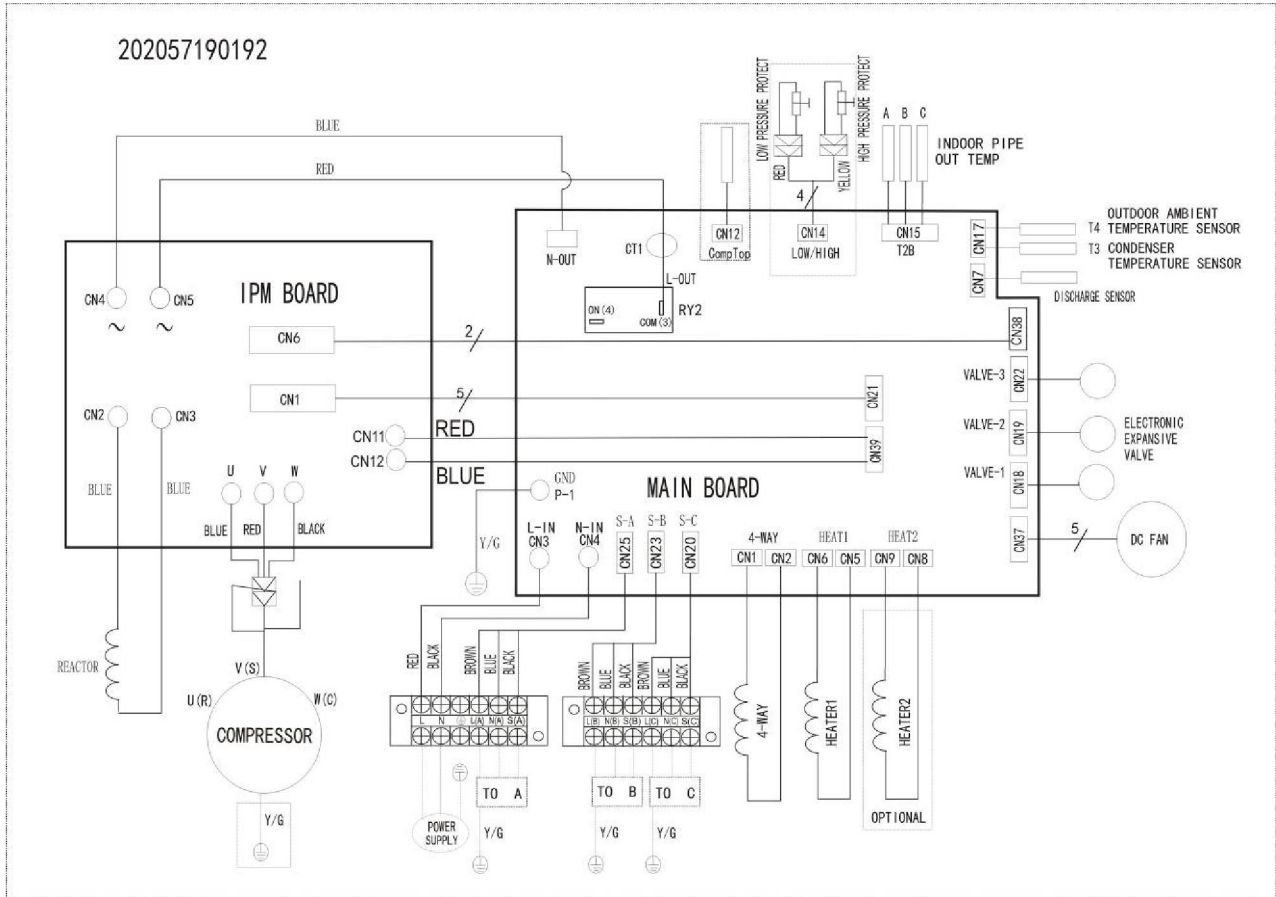 202057190192
BLUE
RED
LOW PRESSURE PROTECT
HIGH PRESSURE PROTECT
RED
YELLOW
4
A B C
INDOOR PIPE
OUT TEMP
CN12
CompTop
CN14
LOW/HIGH
CN15
T2B
CN17
T4 OUTDOOR AMBIENT
TEMPERATURE SENSOR
T3 CONDENSER
TEMPERATURE SENSOR
CN7
DISCHARGE SENSOR
N-OUT
CT1
L-OUT
ON(4)
COM(3)
RY2
IPM BOARD
CN4
CN5
~
~
CN6
2
CN38
CN1
5
CN21
CN2
CN3
CN11
RED
CN12
BLUE
CN39
VALVE-3
CN22
VALVE-2
CN19
VALVE-1
CN18
ELECTRONIC
EXPANSIVE
VALVE
CN37
5
DC FAN
BLUE
BLUE
U V W
BLUE
RED
BLACK
GND
P-1
MAIN BOARD
Y/G
L-IN
CN3
N-IN
CN4
S-A
CN25
S-B
CN23
S-C
CN20
4-WAY
CN1 CN2
HEAT1
CN6 CN5
HEAT2
CN9 CN8
REACTOR
V(S)
U(R)
W(C)
COMPRESSOR
Y/G
RED
BLACK
BROWN
BLUE
BLACK
L N L(A) N(A) S(A)
BROWN
BLUE
BLACK
BROWN
BLUE
BLACK
L(B) N(B) S(B) L(C) N(C) S(C)
POWER
SUPPLY
TO A
Y/G
TO B
Y/G
TO C
Y/G
4-WAY
HEATER1
HEATER2
OPTIONAL